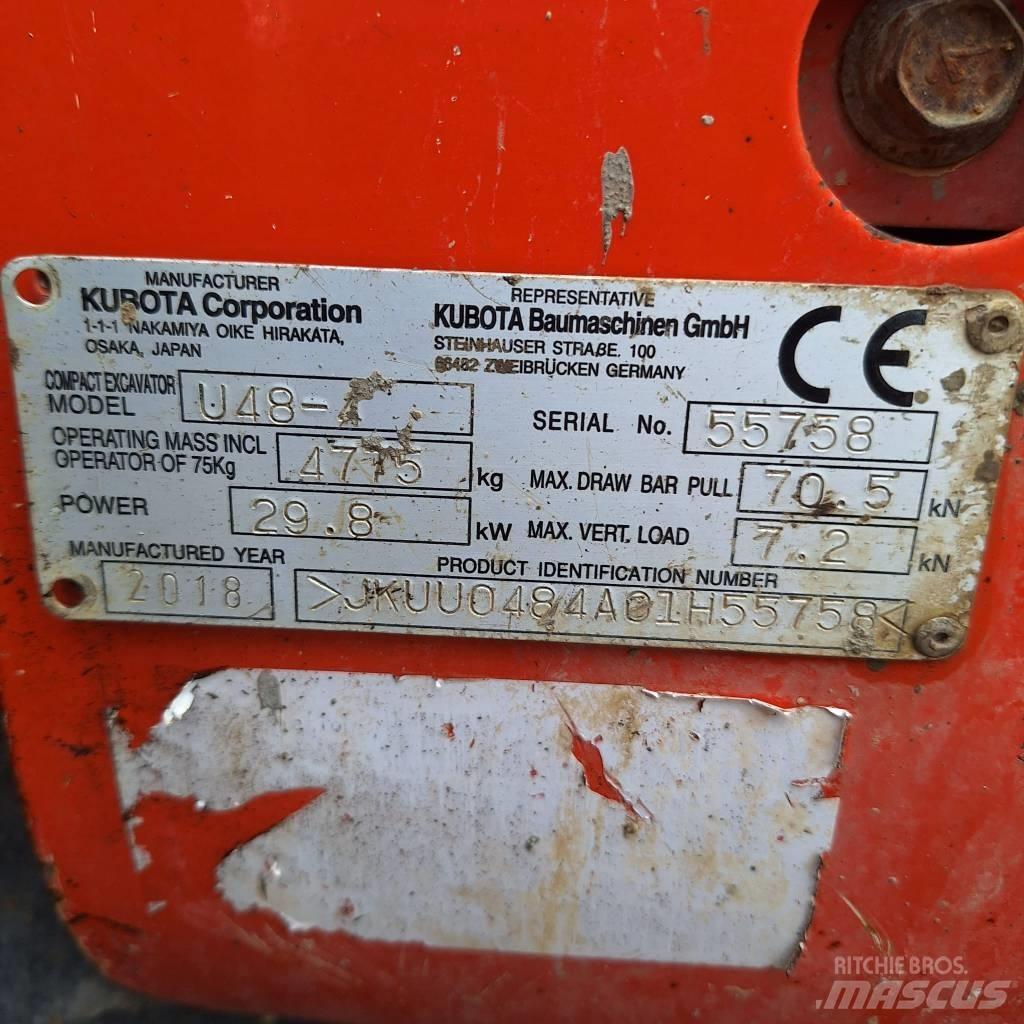 MANUFACTURER
KUBOTA Corporation
1-1-1 NAKAMIYA OIKE HIRAKATA,
OSAKA, JAPAN
REPRESENTATIVE
KUBOTA Baumaschinen GmbH
STEINHAUSER STRAßE. 100
66482 ZWEIBRÜCKEN GERMANY
CE
COMPACT EXCAVATOR
MODEL
U48-
SERIAL No. 55758
OPERATING MASS INCL
OPERATOR OF 75Kg
4775 kg
MAX. DRAW BAR PULL 70.5 kN
POWER 29.8 kW
MAX. VERT. LOAD 7.2 kN
MANUFACTURED YEAR
2018
PRODUCT IDENTIFICATION NUMBER
>JKUU0484A01H55758<
RITCHIE BROS.
MASCUS